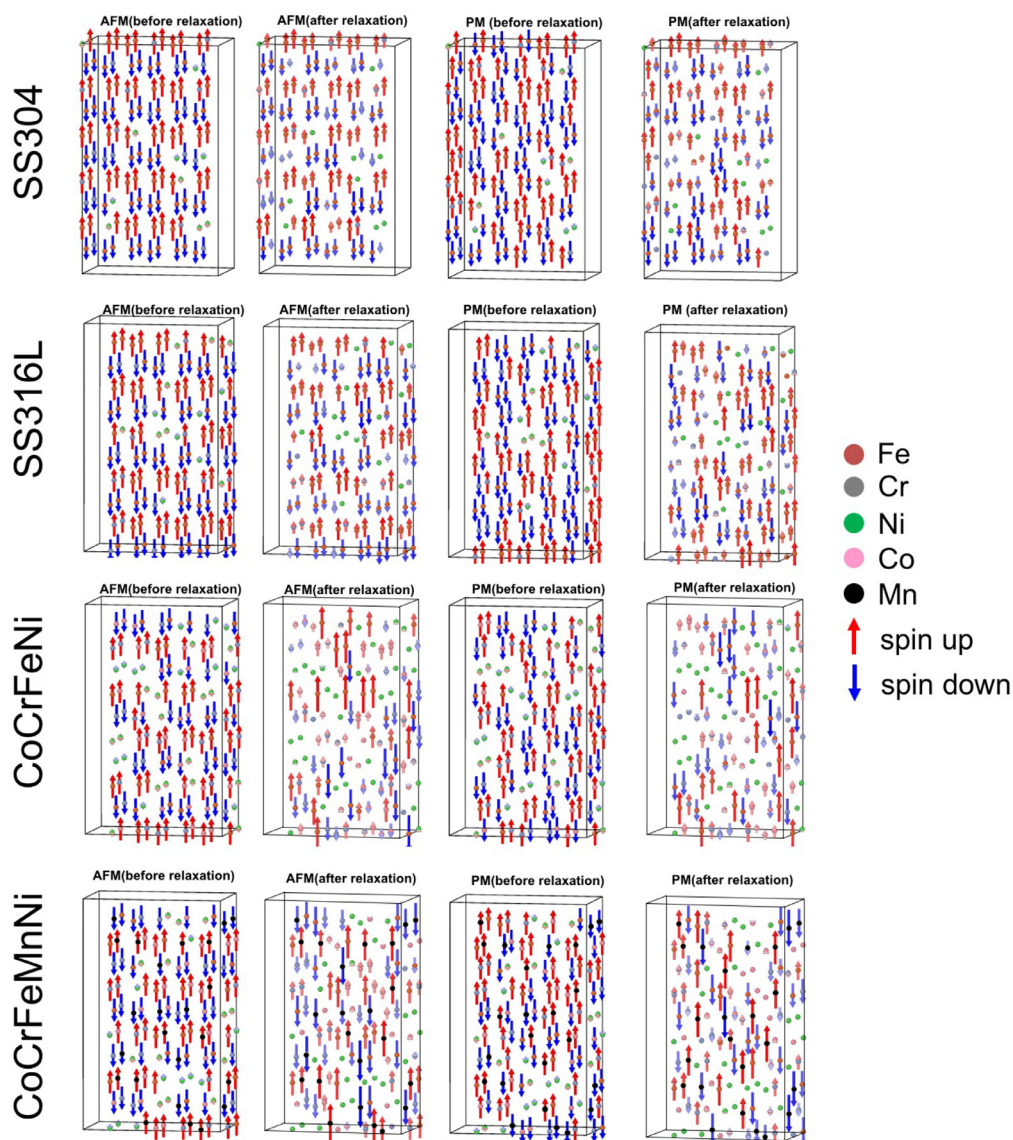 AFM(before relaxation) AFM(after relaxation) PM (before relaxation) PM (after relaxation)
SS304
AFM(before relaxation) AFM(after relaxation) PM(before relaxation) PM (after relaxation)
SS316L
Fe
Cr
Ni
Co
Mn
spin up
spin down
AFM(before relaxation) AFM(after relaxation) PM(before relaxation) PM(after relaxation)
CoCrFeNi
AFM(before relaxation) AFM(after relaxation) PM(before relaxation) PM(after relaxation)
CoCrFeMnNi